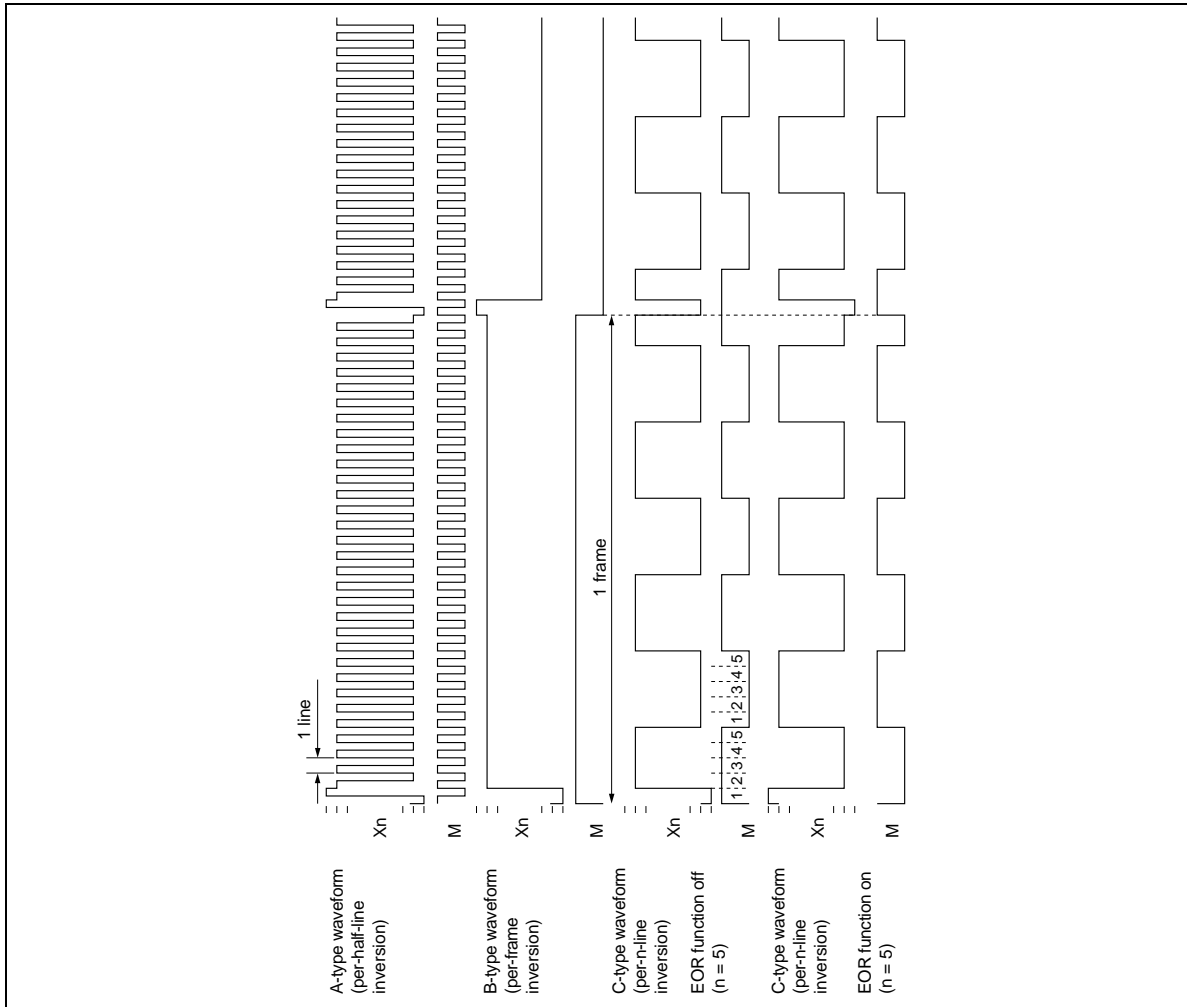 A-type waveform
(per-half-line
inversion)
Xn
1 line
M
B-type waveform
(per-frame
inversion)
Xn
M
1 frame
C-type waveform
(per-n-line
inversion)
EOR function off
(n = 5)
Xn
M
1 2 3 4 5 1 2 3 4 5
C-type waveform
(per-n-line
inversion)
EOR function on
(n = 5)
Xn
M